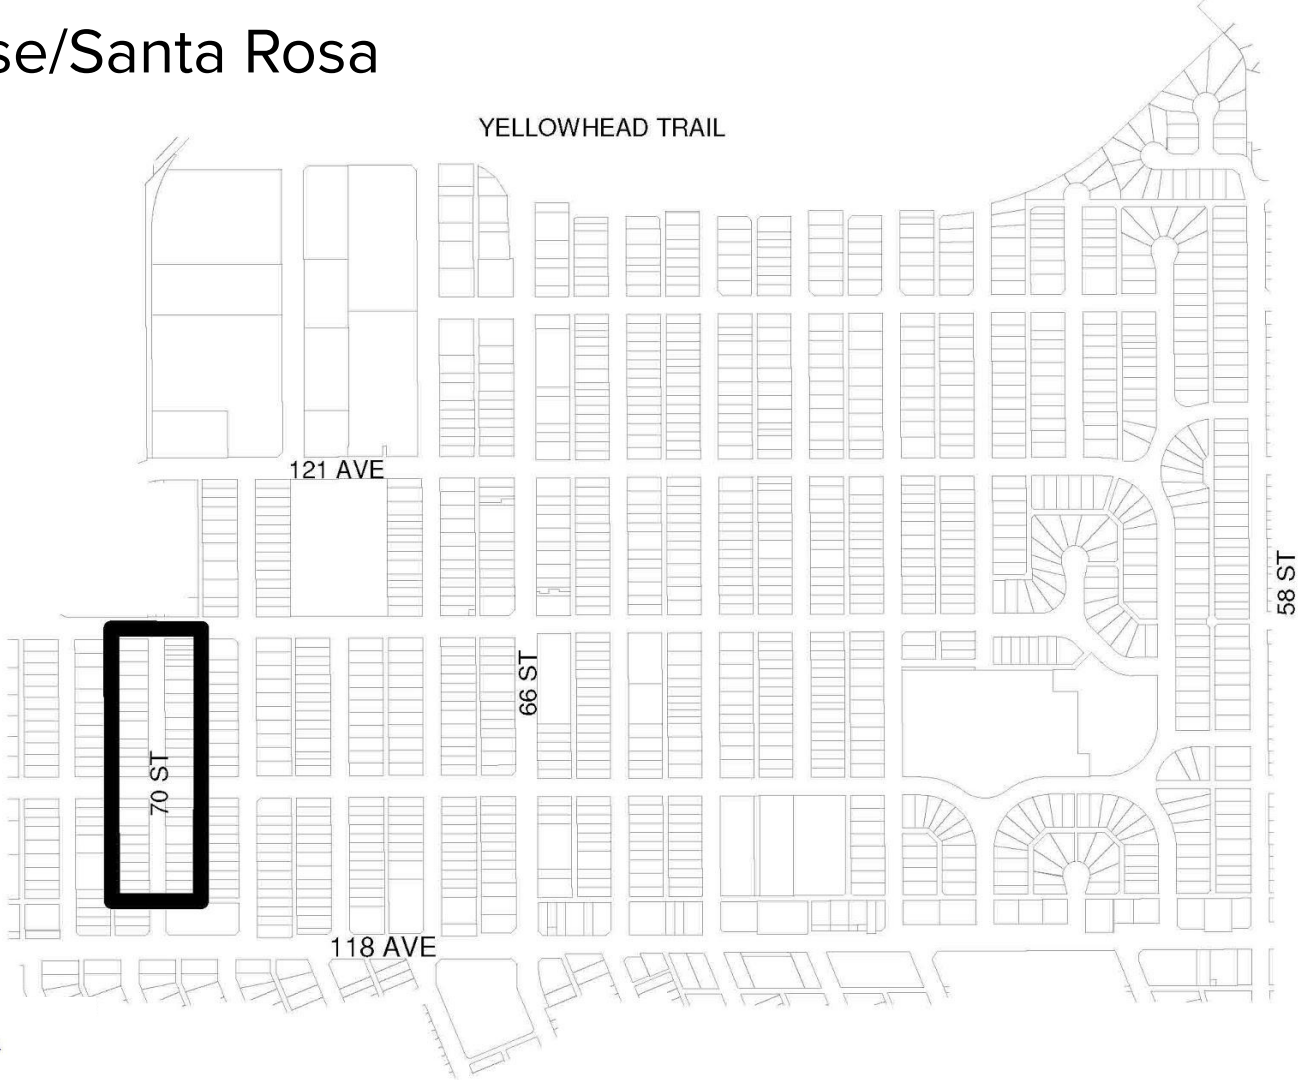 se/Santa Rosa
YELLOWHEAD TRAIL
121 AVE
58 ST
66 ST
70 ST
118 AVE